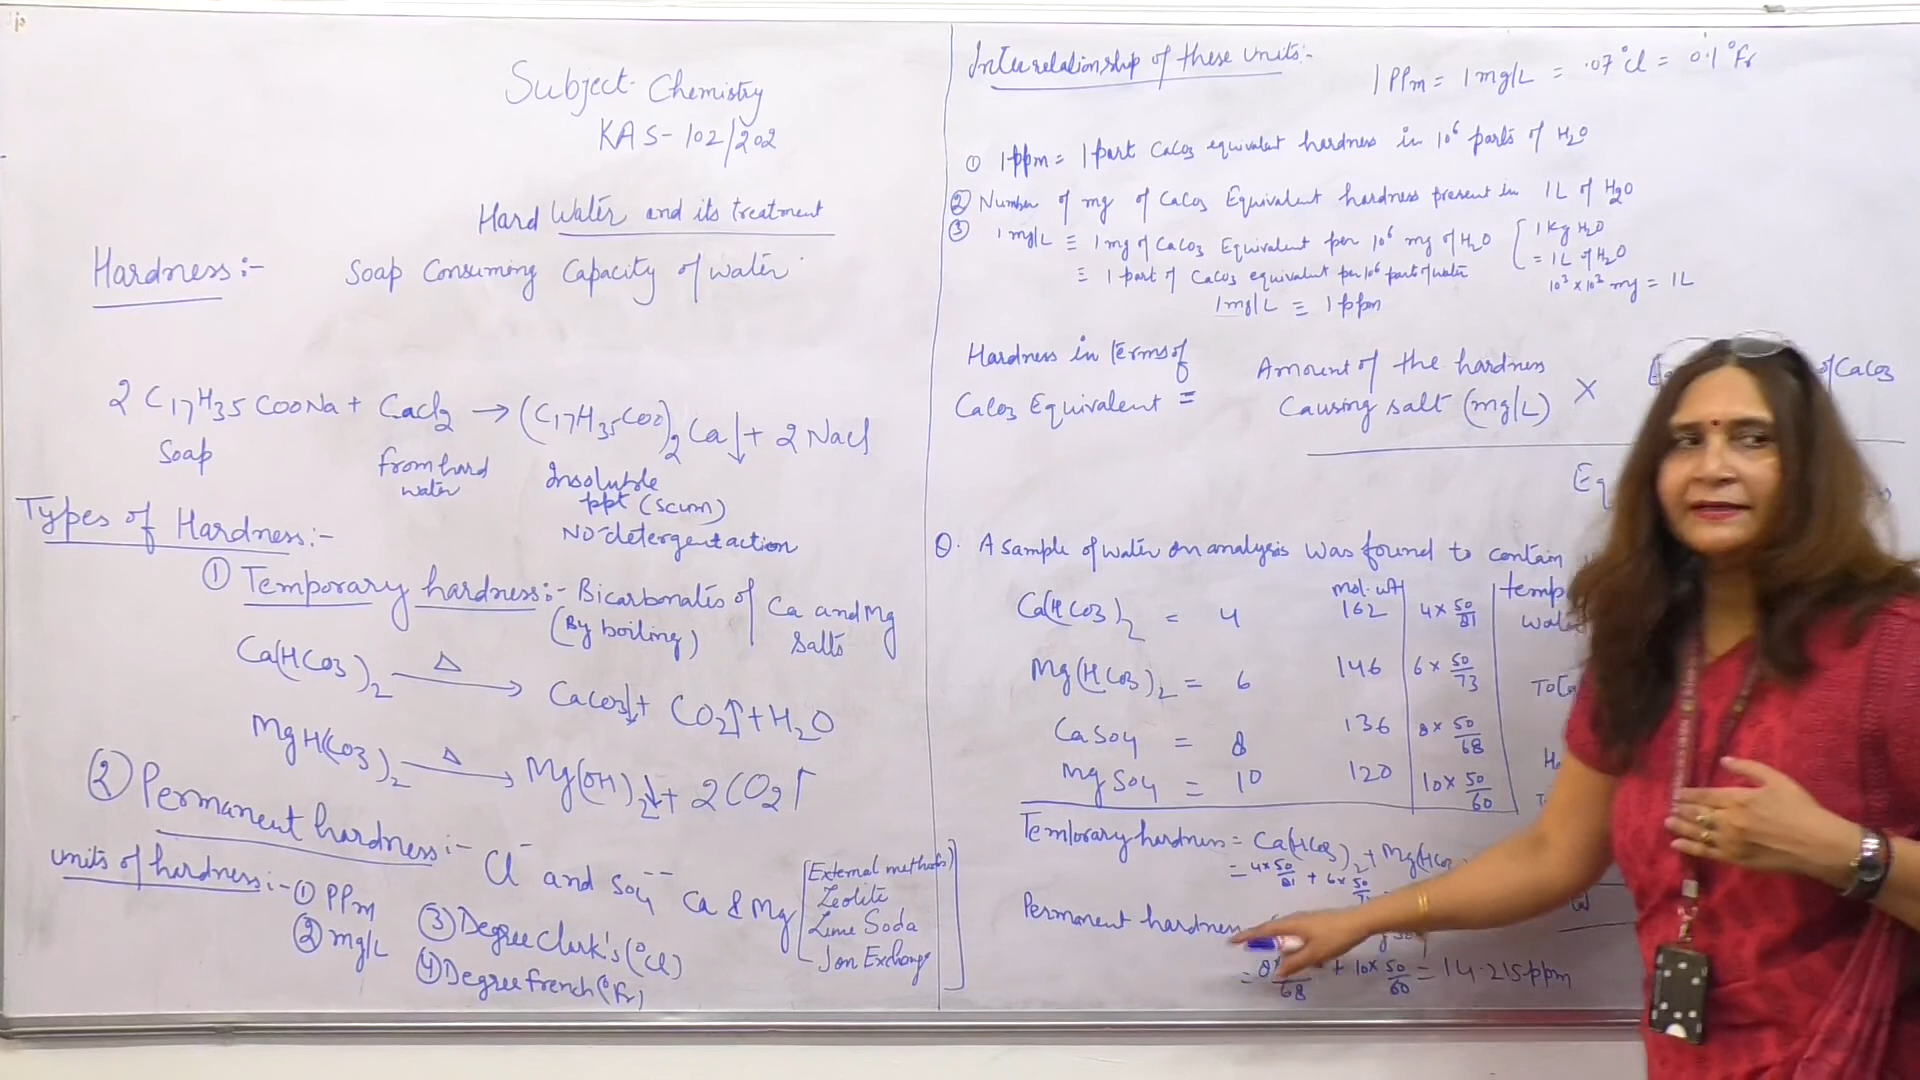 Subject- Chemistry
KAS-102/202
Hard Water and its treatment
Hardness:- Soap Consuming Capacity of water
2 C17H35COONa + CaCl2 → (C17H35COO)2 Ca↓ + 2 NaCl
Soap
from hard
water
Insoluble
ppt (scum)
NO-detergent action
Types of Hardness:-
① Temporary hardness:- Bicarbonates of Ca and Mg
(By boiling) salts
Ca(HCO3)2 —Δ→ CaCO3↓ + CO2↑ + H2O
MgH(CO3)2 —Δ→ Mg(OH)2↓ + 2CO2↑
② Permanent hardness:- Cl- and SO4-- Ca & Mg
[External methods]
Zeolite
Lime Soda
Ion Exchange
units of hardness:- ① PPm
② mg/L
③ Degree Clark's (°Cl)
④ Degree French (°Fr)
Interrelationship of these units:-
1 PPm = 1 mg/L = .07°Cl = 0.1°Fr
① 1ppm = 1 part CaCO3 equivalent hardness in 10⁶ parts of H2O
② Number of mg of CaCO3 Equivalent hardness present in 1L of H2O
③ 1 mg/L ≡ 1 mg of CaCO3 Equivalent per 10⁶ mg of H2O
≡ 1 part of CaCO3 equivalent per 10⁶ part of water
1 mg/L ≡ 1 ppm
[1 Kg H2O
= 1L of H2O
10³ × 10³ mg = 1L
Hardness in terms of
CaCO3 Equivalent =
Amount of the hardness
Causing salt (mg/L) × of CaCO3
Eq
Q. A sample of water on analysis was found to contain
mol. wt temp
Ca(HCO3)2 = 4 162 4 × 50/81
Mg(HCO3)2 = 6 146 6 × 50/73
CaSO4 = 8 136 8 × 50/68
MgSO4 = 10 120 10 × 50/60
Temporary hardness = Ca(HCO3)2 + Mg(HCO3
= 4×50/81 + 6×50/7
Permanent hardness
= 8× /68 + 10× 50/60 = 14.215 ppm